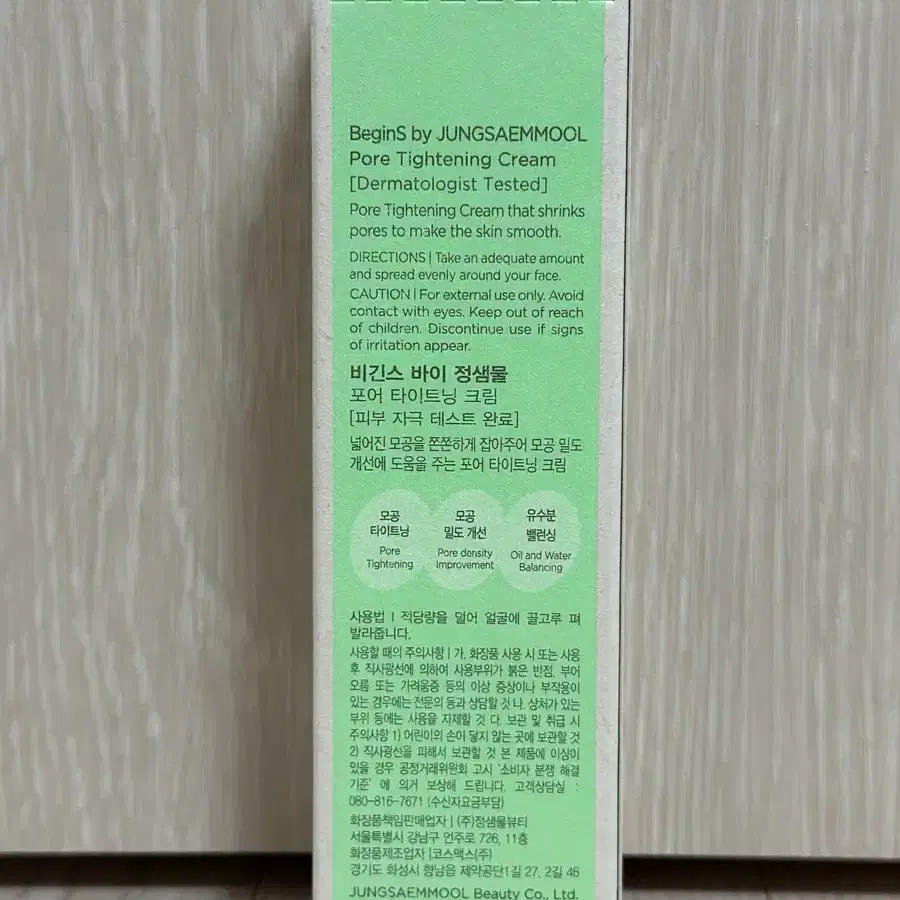 BeginS by JUNGSAEMMOOL
Pore Tightening Cream
[Dermatologist Tested]
Pore Tightening Cream that shrinks
pores to make the skin smooth.
DIRECTIONS | Take an adequate amount
and spread evenly around your face.
CAUTION | For external use only. Avoid
contact with eyes. Keep out of reach
of children. Discontinue use if signs
of irritation appear.
비긴스 바이 정샘물
포어 타이트닝 크림
[피부 자극 테스트 완료]
넓어진 모공을 쫀쫀하게 잡아주어 모공 밀도
개선에 도움을 주는 포어 타이트닝 크림
모공
타이트닝
Pore
Tightening
모공
밀도 개선
Pore density
Improvement
유수분
밸런싱
Oil and Water
Balancing
사용법 | 적당량을 덜어 얼굴에 골고루 펴
발라줍니다.
사용할 때의 주의사항 | 가. 화장품 사용 시 또는 사용
후 직사광선에 의하여 사용부위가 붉은 반점, 부어
오름 또는 가려움증 등의 이상 증상이나 부작용이
있는 경우에는 전문의 등과 상담할 것 나. 상처가 있는
부위 등에는 사용을 자제할 것 다. 보관 및 취급 시
주의사항 1) 어린이의 손이 닿지 않는 곳에 보관할 것
2) 직사광선을 피해서 보관할 것 본 제품에 이상이
있을 경우 공정거래위원회 고시 '소비자 분쟁 해결
기준' 에 의거 보상해 드립니다. 고객상담실 :
080-816-7671 (수신자요금부담)
화장품책임판매업자 | (주)정샘물뷰티
서울특별시 강남구 언주로 726, 11층
화장품제조업자 | 코스맥스(주)
경기도 화성시 향남읍 제약공단1길 27, 2길 46
JUNGSAEMMOOL Beauty Co., Ltd.